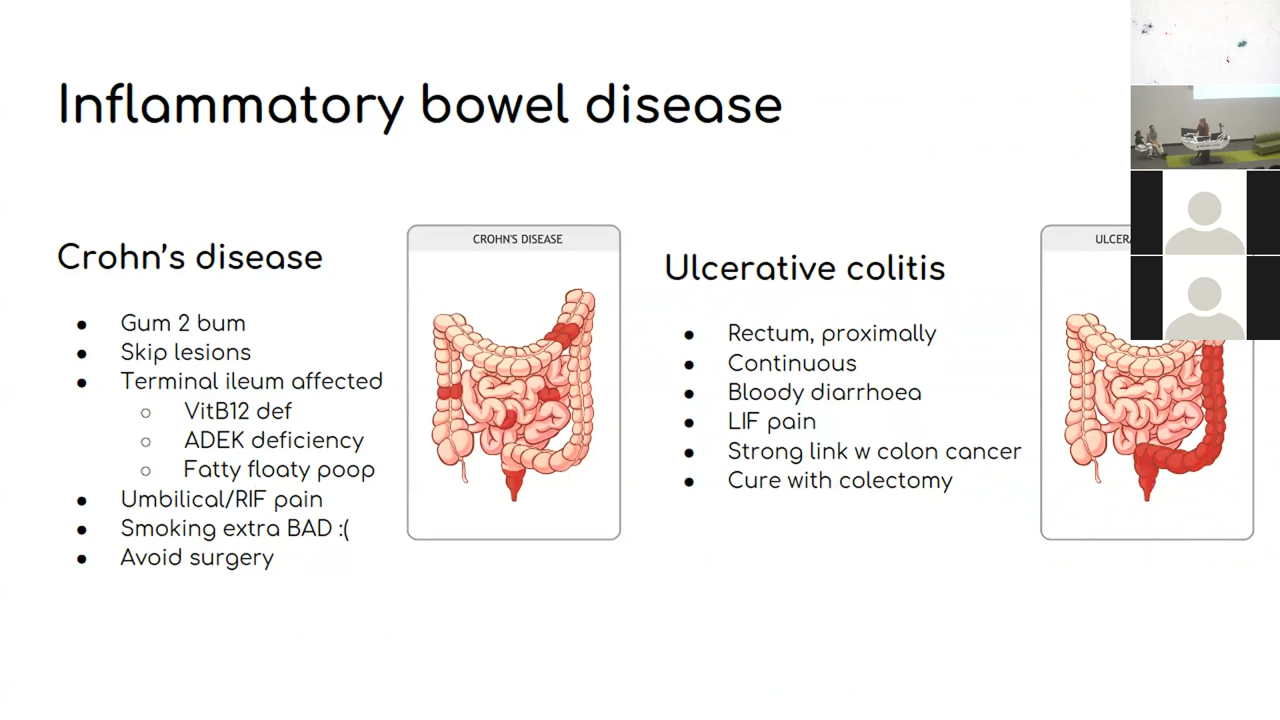 Inflammatory bowel disease
Crohn's disease
Gum 2 bum
Skip lesions
Terminal ileum affected
VitB12 def
ADEK deficiency
Fatty floaty poop
Umbilical/RIF pain
Smoking extra BAD :(
Avoid surgery
CROHN'S DISEASE
Ulcerative colitis
Rectum, proximally
Continuous
Bloody diarrhoea
LIF pain
Strong link w colon cancer
Cure with colectomy